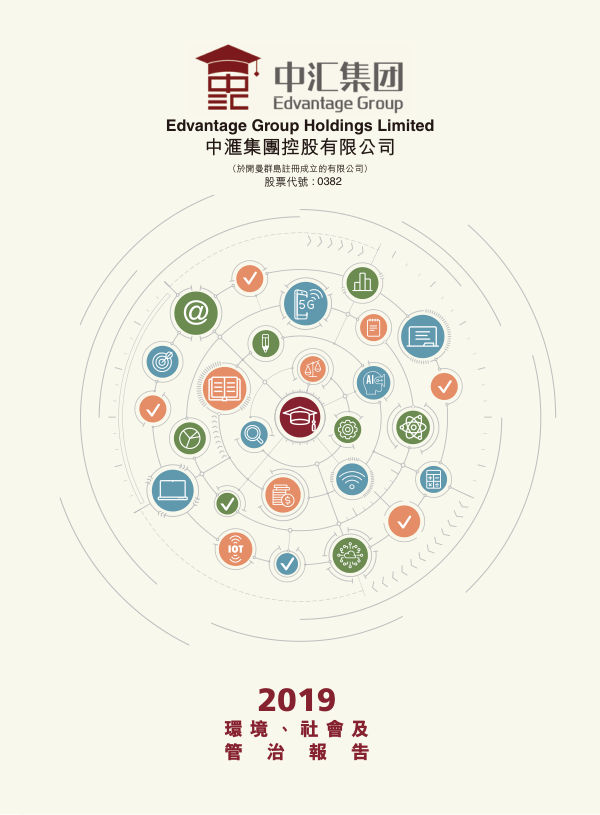 中汇集团
Edvantage Group
Edvantage Group Holdings Limited
中滙集團控股有限公司
（於開曼群島註冊成立的有限公司）
股票代號 : 0382
@
5G
AI
$
IOT
2019
環境、社會及
管治報告